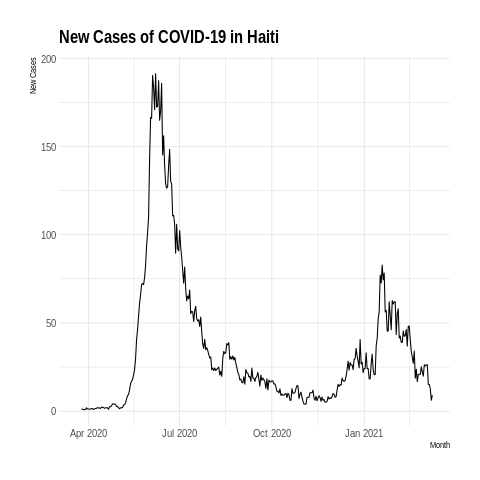 New Cases of COVID-19 in Haiti
New Cases
200
150
100
50
0
Apr 2020
Jul 2020
Oct 2020
Jan 2021
Month